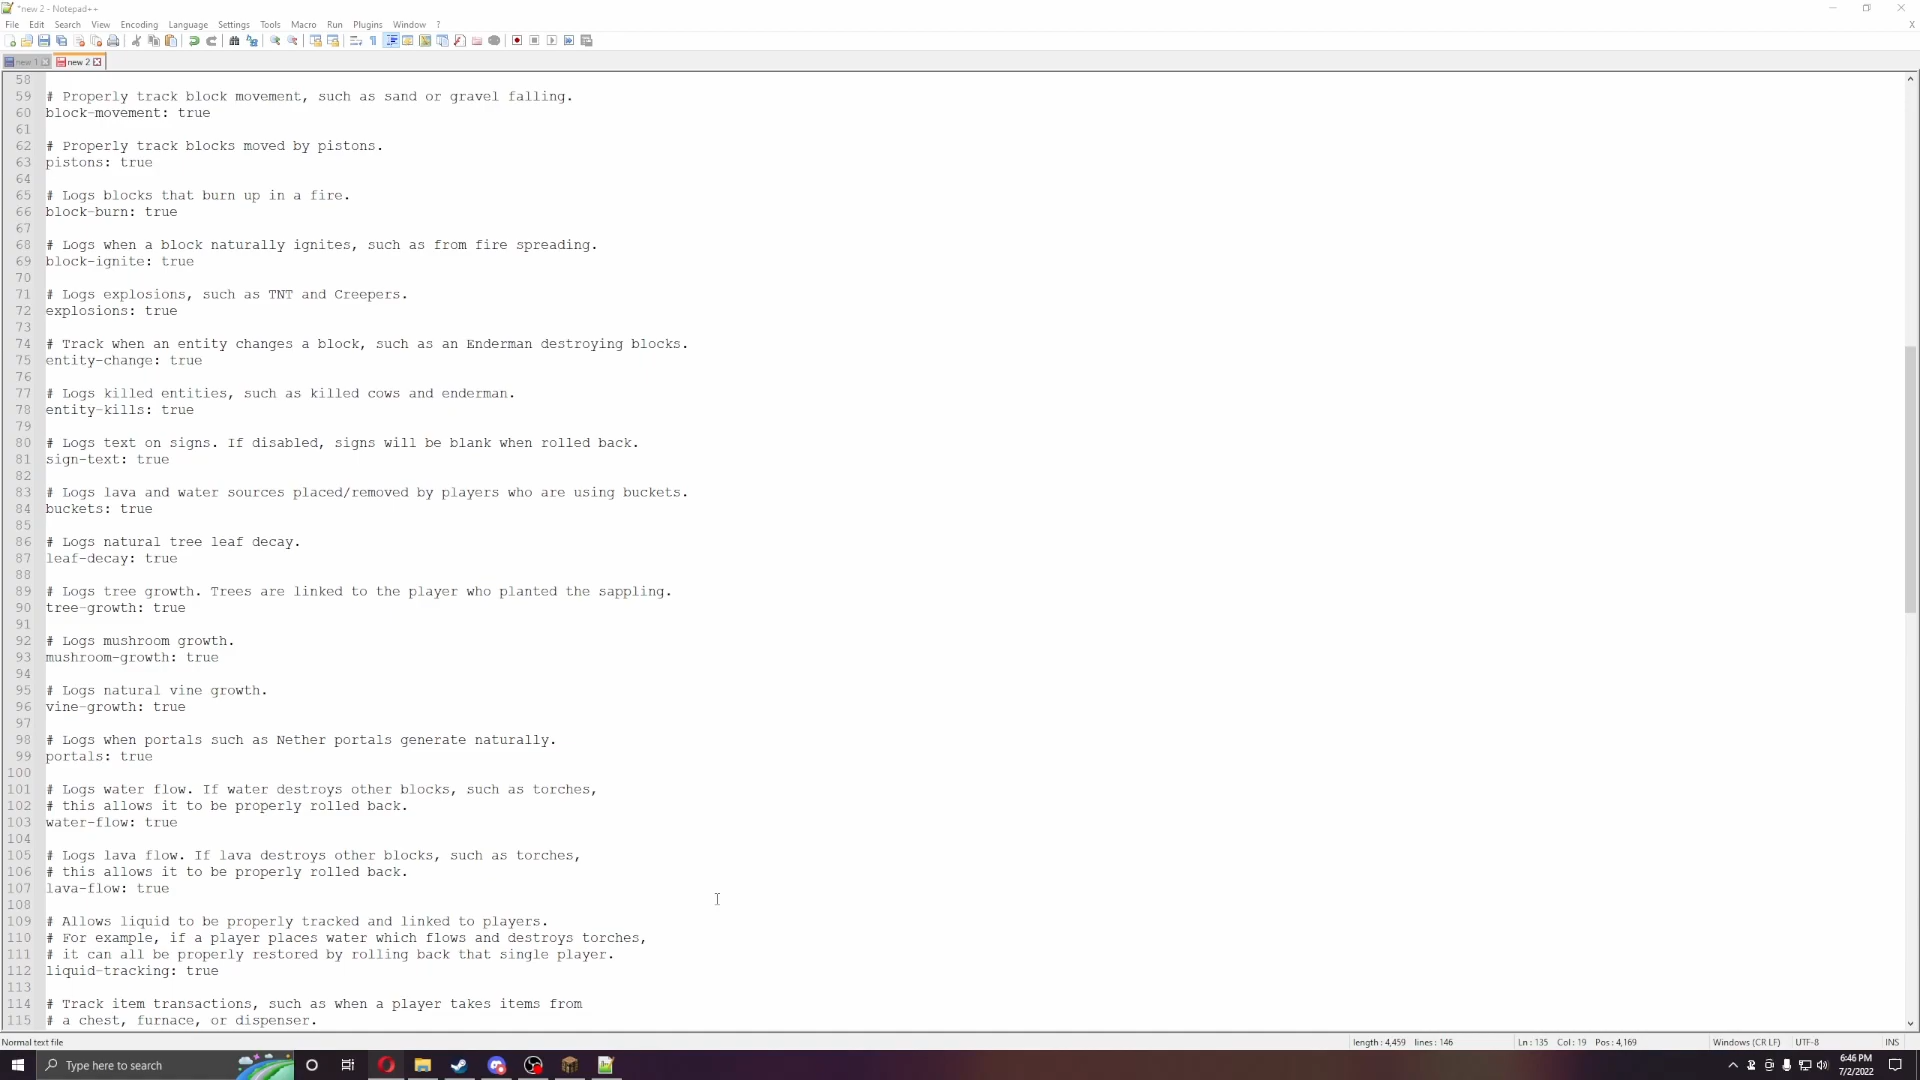 *new 2 - Notepad++
File Edit Search View Encoding Language Settings Tools Macro Run Plugins Window ?
new 1 new 2
58
59 # Properly track block movement, such as sand or gravel falling.
60 block-movement: true
61
62 # Properly track blocks moved by pistons.
63 pistons: true
64
65 # Logs blocks that burn up in a fire.
66 block-burn: true
67
68 # Logs when a block naturally ignites, such as from fire spreading.
69 block-ignite: true
70
71 # Logs explosions, such as TNT and Creepers.
72 explosions: true
73
74 # Track when an entity changes a block, such as an Enderman destroying blocks.
75 entity-change: true
76
77 # Logs killed entities, such as killed cows and enderman.
78 entity-kills: true
79
80 # Logs text on signs. If disabled, signs will be blank when rolled back.
81 sign-text: true
82
83 # Logs lava and water sources placed/removed by players who are using buckets.
84 buckets: true
85
86 # Logs natural tree leaf decay.
87 leaf-decay: true
88
89 # Logs tree growth. Trees are linked to the player who planted the sappling.
90 tree-growth: true
91
92 # Logs mushroom growth.
93 mushroom-growth: true
94
95 # Logs natural vine growth.
96 vine-growth: true
97
98 # Logs when portals such as Nether portals generate naturally.
99 portals: true
100
101 # Logs water flow. If water destroys other blocks, such as torches,
102 # this allows it to be properly rolled back.
103 water-flow: true
104
105 # Logs lava flow. If lava destroys other blocks, such as torches,
106 # this allows it to be properly rolled back.
107 lava-flow: true
108
109 # Allows liquid to be properly tracked and linked to players.
110 # For example, if a player places water which flows and destroys torches,
111 # it can all be properly restored by rolling back that single player.
112 liquid-tracking: true
113
114 # Track item transactions, such as when a player takes items from
115 # a chest, furnace, or dispenser.
Normal text file length : 4,459 lines : 146 Ln : 135 Col : 19 Pos : 4,169 Windows (CR LF) UTF-8 INS
Type here to search
6:46 PM
7/2/2022